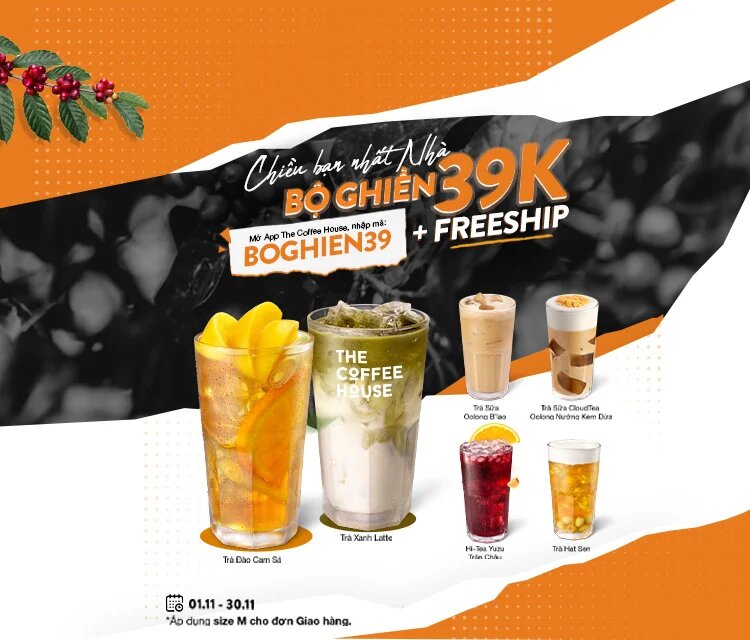 Chiều bạn nhất Nhà
BỘ GHIỀN 39K
Mở App The Coffee House, nhập mã:
BOGHIEN39
+ FREESHIP
THE
COFFEE
HOUSE
Trà Sữa
Oolong B'lao
Trà Sữa CloudTea
Oolong Nướng Kem Dừa
Trà Đào Cam Sả
Trà Xanh Latte
Hi-Tea Yuzu
Trân Châu
Trà Hạt Sen
01.11 - 30.11
*Áp dụng size M cho đơn Giao hàng.